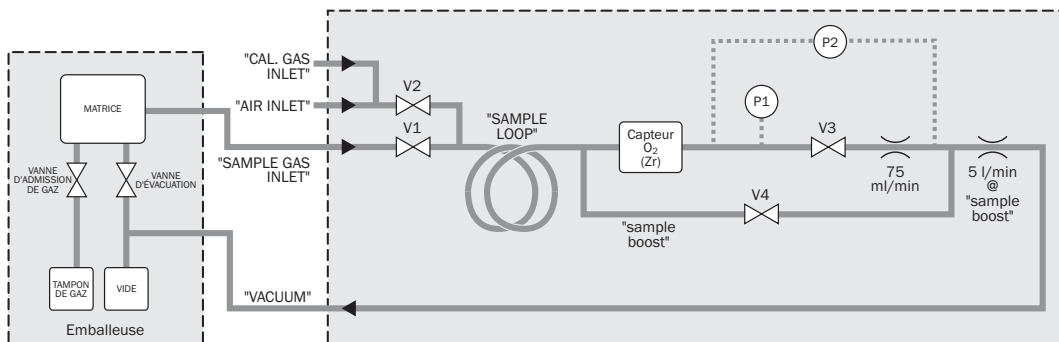 MATRICE
VANNE
D'ADMISSION
DE GAZ
VANNE
D'ÉVACUATION
TAMPON
DE GAZ
VIDE
Emballeuse
"CAL. GAS
INLET"
"AIR INLET"
"SAMPLE GAS
INLET"
"VACUUM"
V2
V1
"SAMPLE
LOOP"
Capteur
O2
(Zr)
P1
P2
V3
75
ml/min
5 l/min
@
"sample
boost"
V4
"sample
boost"